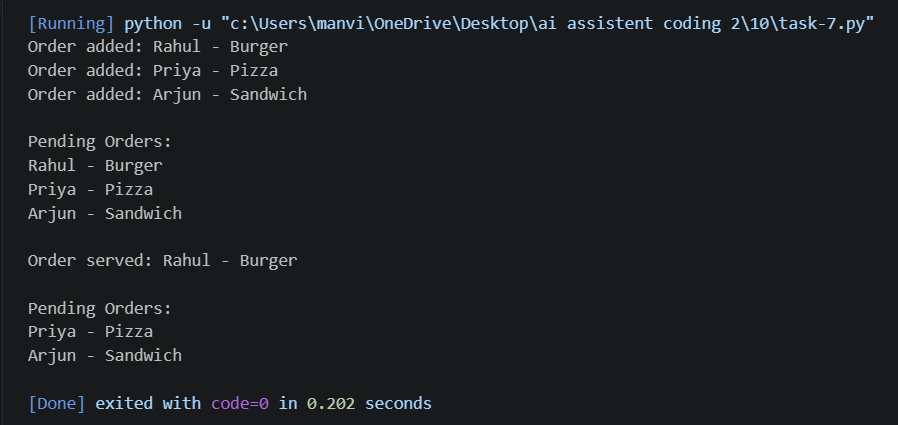 [Running] python -u "c:\Users\manvi\OneDrive\Desktop\ai assistent coding 2\10\task-7.py"
Order added: Rahul - Burger
Order added: Priya - Pizza
Order added: Arjun - Sandwich
Pending Orders:
Rahul - Burger
Priya - Pizza
Arjun - Sandwich
Order served: Rahul - Burger
Pending Orders:
Priya - Pizza
Arjun - Sandwich
[Done] exited with code=0 in 0.202 seconds